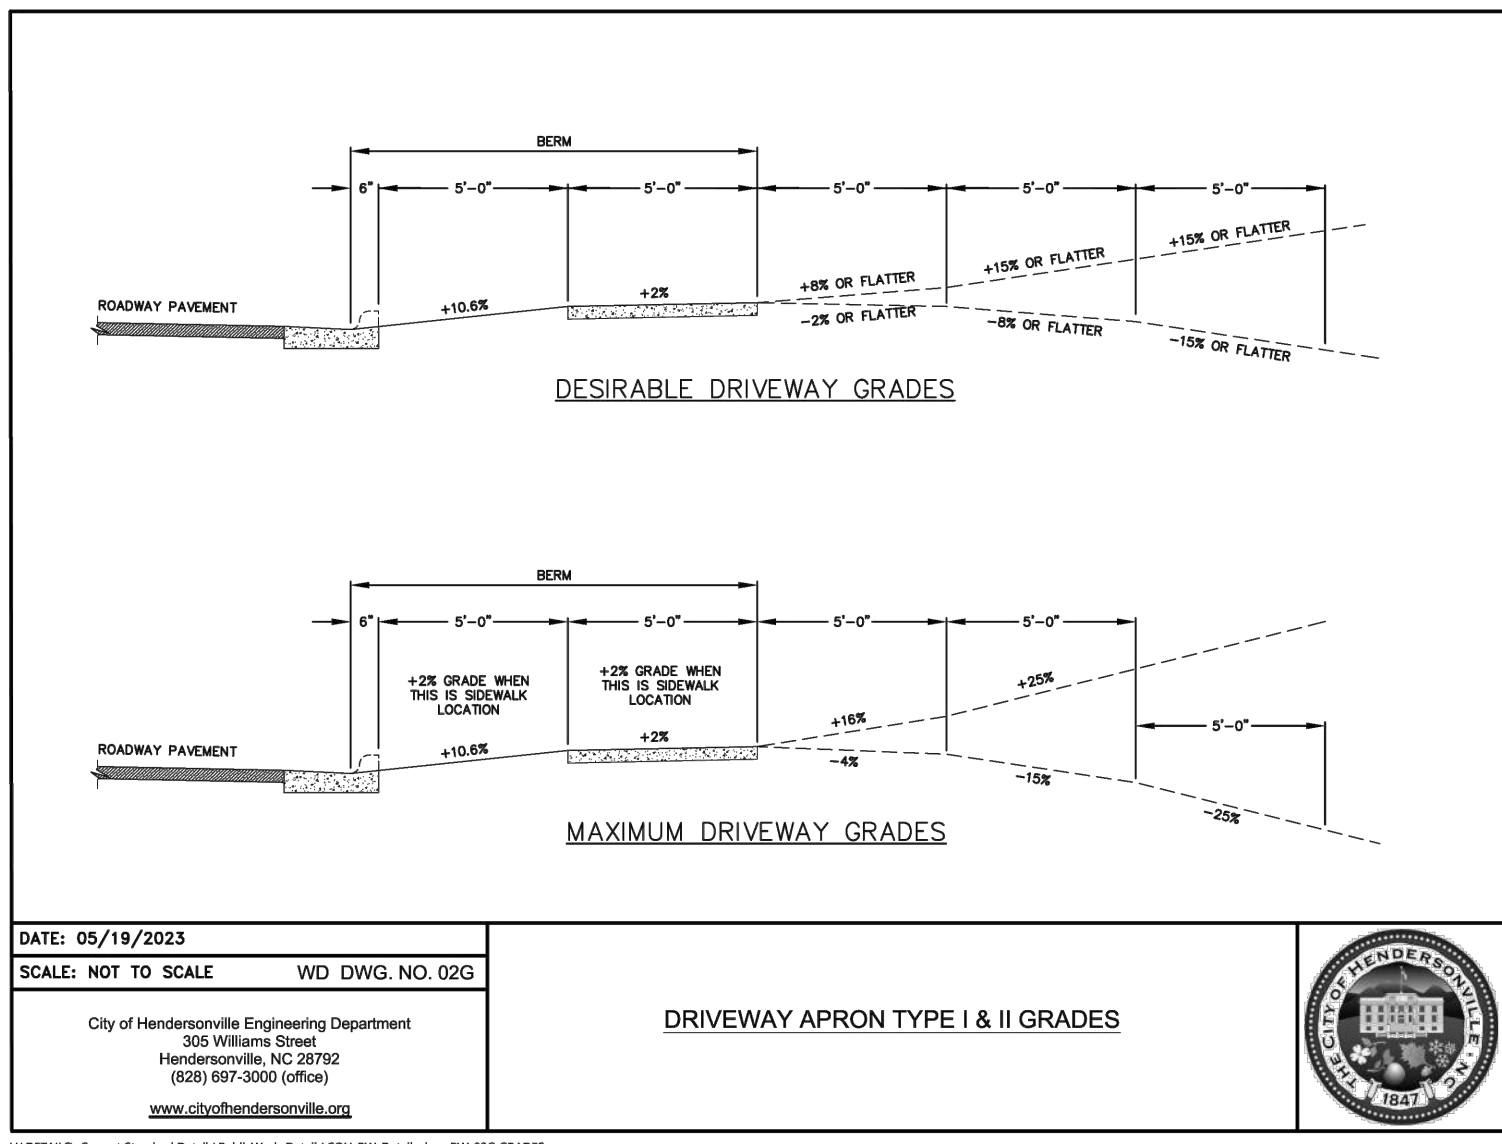 BERM
6" 5'-0" 5'-0" 5'-0" 5'-0" 5'-0"
ROADWAY PAVEMENT
+10.6%
+2%
+8% OR FLATTER
+15% OR FLATTER
+15% OR FLATTER
-2% OR FLATTER
-8% OR FLATTER
-15% OR FLATTER
DESIRABLE DRIVEWAY GRADES
BERM
6" 5'-0" 5'-0" 5'-0" 5'-0"
+2% GRADE WHEN
THIS IS SIDEWALK
LOCATION
+2% GRADE WHEN
THIS IS SIDEWALK
LOCATION
5'-0"
ROADWAY PAVEMENT
+10.6%
+2%
+16%
+25%
-4%
-15%
-25%
MAXIMUM DRIVEWAY GRADES
DATE: 05/19/2023
SCALE: NOT TO SCALE WD DWG. NO. 02G
City of Hendersonville Engineering Department
305 Williams Street
Hendersonville, NC 28792
(828) 697-3000 (office)
www.cityofhendersonville.org
DRIVEWAY APRON TYPE I & II GRADES
THE CITY OF HENDERSONVILLE, NC
1847